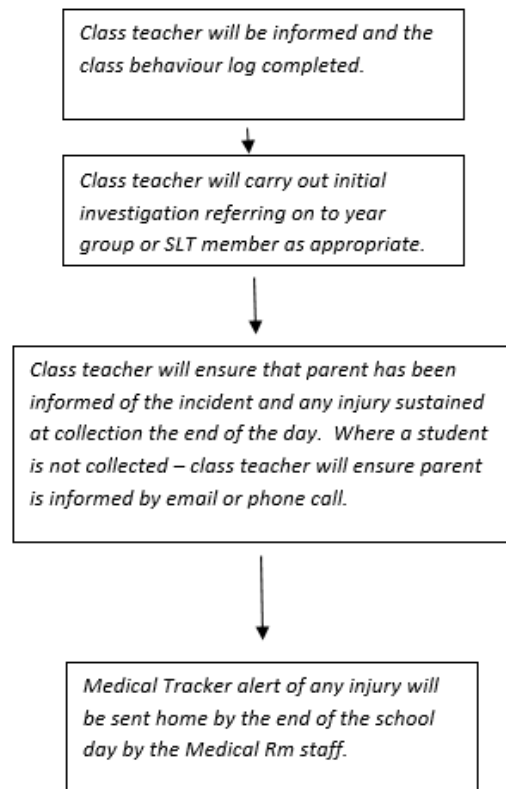 Class teacher will be informed and the
class behaviour log completed.
Class teacher will carry out initial
investigation referring on to year
group or SLT member as appropriate.
Class teacher will ensure that parent has been
informed of the incident and any injury sustained
at collection the end of the day.  Where a student
is not collected – class teacher will ensure parent
is informed by email or phone call.
Medical Tracker alert of any injury will
be sent home by the end of the school
day by the Medical Rm staff.